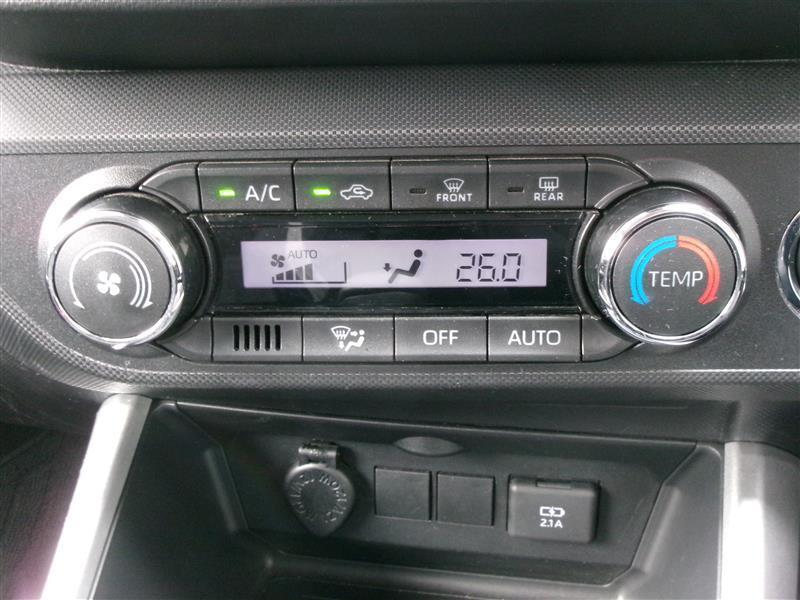 A/C
FRONT
REAR
AUTO
26.0
TEMP
OFF
AUTO
2.1A